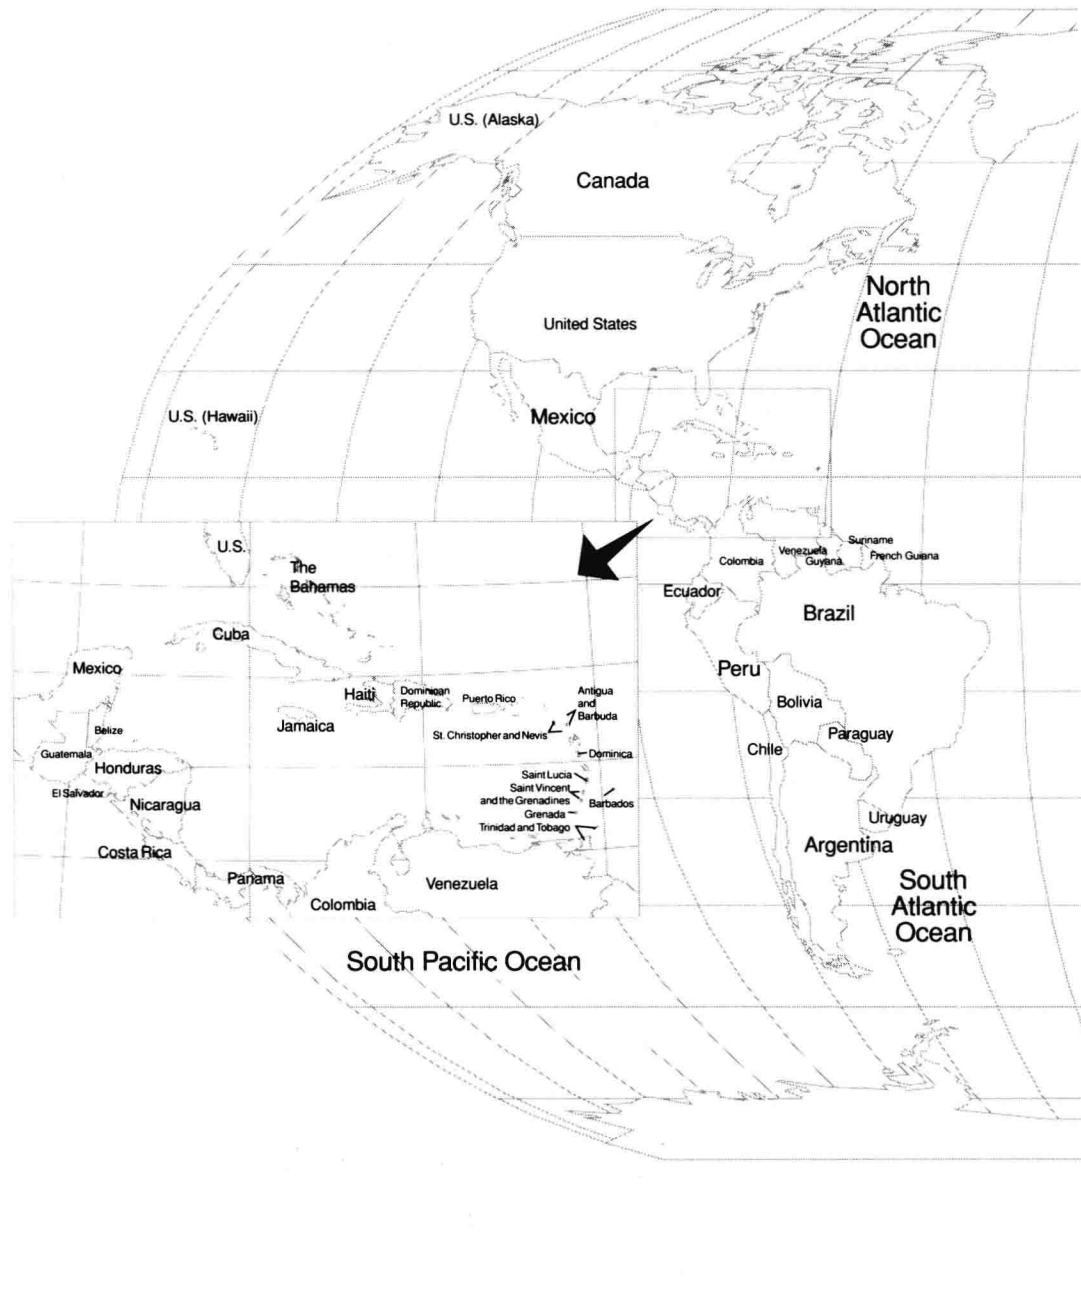 U.S. (Alaska)
Canada
North
Atlantic
Ocean
United States
U.S. (Hawaii)
Mexico
Suriname
Venezuela
French Guiana
Colombia
Guyana
Ecuador
Brazil
Peru
Bolivia
Paraguay
Chile
Uruguay
Argentina
South
Atlantic
Ocean
U.S.
The
Bahamas
Cuba
Mexico
Haiti
Dominican
Republic
Puerto Rico
Antigua
and
Barbuda
Jamaica
St. Christopher and Nevis
Belize
Guatemala
Dominica
Honduras
Saint Lucia
El Salvador
Saint Vincent
and the Grenadines
Barbados
Nicaragua
Grenada
Trinidad and Tobago
Costa Rica
Panama
Venezuela
Colombia
South Pacific Ocean